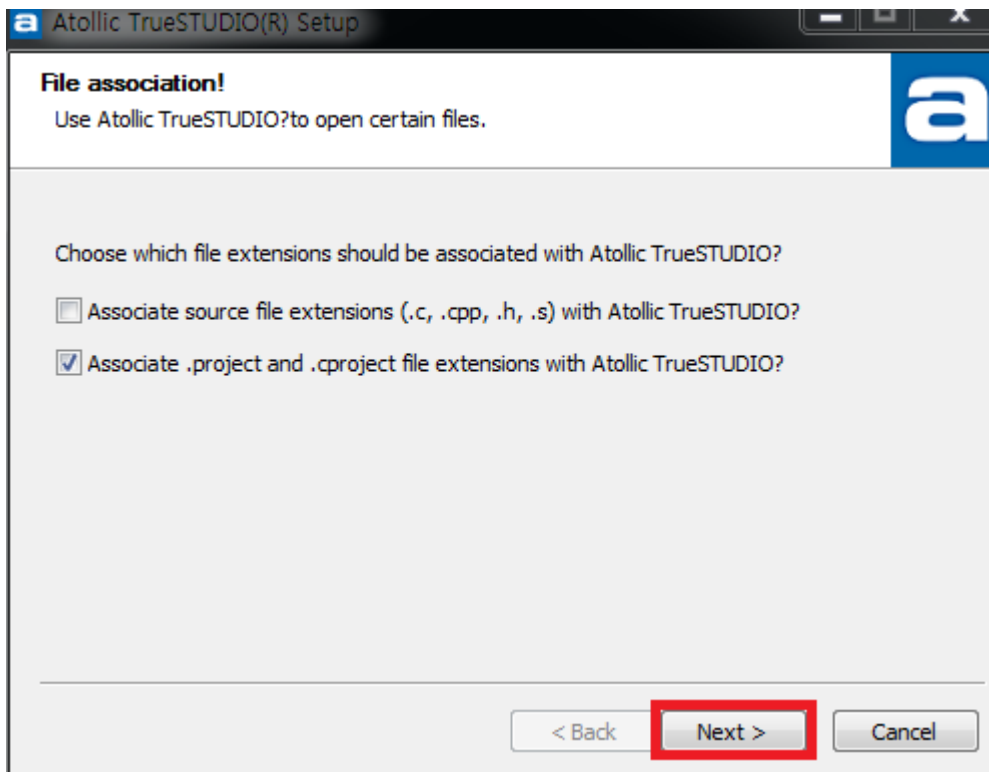 a Atollic TrueSTUDIO(R) Setup
File association!
Use Atollic TrueSTUDIO?to open certain files.
a
Choose which file extensions should be associated with Atollic TrueSTUDIO?
Associate source file extensions (.c, .cpp, .h, .s) with Atollic TrueSTUDIO?
Associate .project and .cproject file extensions with Atollic TrueSTUDIO?
< Back Next > Cancel